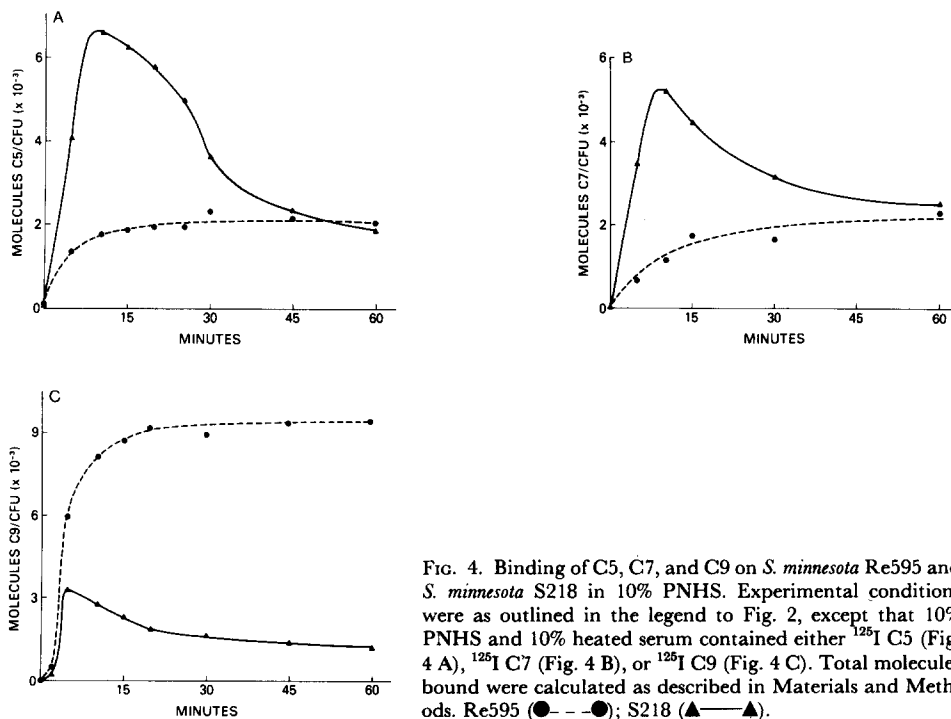 A
MOLECULES C5/CFU (x 10⁻³)
6
4
2
0
15
30
45
60
MINUTES
B
MOLECULES C7/CFU (x 10⁻³)
6
4
2
0
15
30
45
60
MINUTES
C
MOLECULES C9/CFU (x 10⁻³)
9
6
3
0
15
30
45
60
MINUTES
FIG. 4. Binding of C5, C7, and C9 on S. minnesota Re595 and
S. minnesota S218 in 10% PNHS. Experimental condition
were as outlined in the legend to Fig. 2, except that 10%
PNHS and 10% heated serum contained either ¹²⁵I C5 (Fig
4 A), ¹²⁵I C7 (Fig. 4 B), or ¹²⁵I C9 (Fig. 4 C). Total molecule
bound were calculated as described in Materials and Meth
ods. Re595 (●– – –●); S218 (▲——▲).